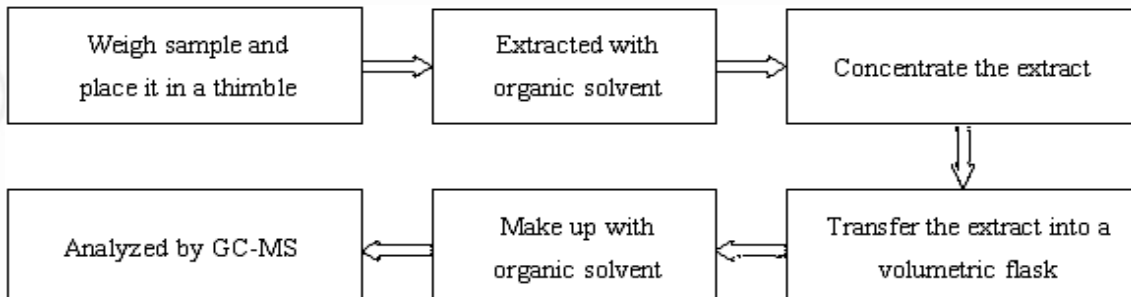 Weigh sample and
place it in a thimble
Extracted with
organic solvent
Concentrate the extract
Transfer the extract into a
volumetric flask
Make up with
organic solvent
Analyzed by GC-MS